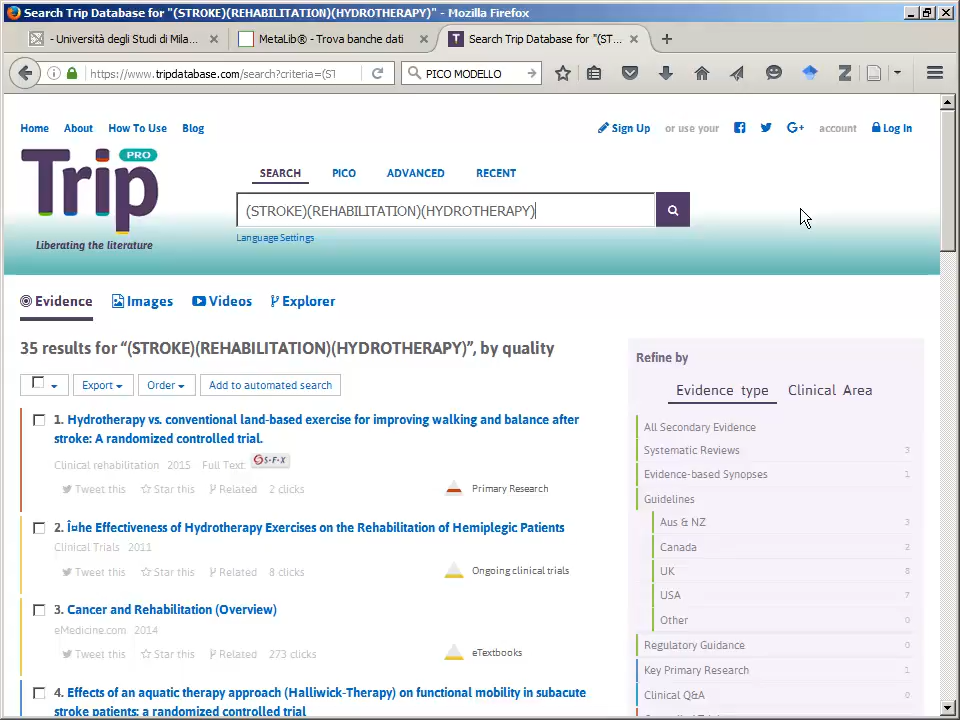 Search Trip Database for "(STROKE)(REHABILITATION)(HYDROTHERAPY)" - Mozilla Firefox
- Università degli Studi di Mila...
MetaLib® - Trova banche dati
Search Trip Database for "(ST...
https://www.tripdatabase.com/search?criteria=(ST
PICO MODELLO
Home About How To Use Blog
Sign Up or use your account Log In
Trip PRO
Liberating the literature
SEARCH PICO ADVANCED RECENT
(STROKE)(REHABILITATION)(HYDROTHERAPY)
Language Settings
Evidence Images Videos Explorer
35 results for “(STROKE)(REHABILITATION)(HYDROTHERAPY)”, by quality
Export Order Add to automated search
1. Hydrotherapy vs. conventional land-based exercise for improving walking and balance after
stroke: A randomized controlled trial.
Clinical rehabilitation 2015 Full Text: S·F·X
Tweet this Star this Related 2 clicks
Primary Research
2. Î¤he Effectiveness of Hydrotherapy Exercises on the Rehabilitation of Hemiplegic Patients
Clinical Trials 2011
Tweet this Star this Related 8 clicks
Ongoing clinical trials
3. Cancer and Rehabilitation (Overview)
eMedicine.com 2014
Tweet this Star this Related 273 clicks
eTextbooks
4. Effects of an aquatic therapy approach (Halliwick-Therapy) on functional mobility in subacute
stroke patients: a randomized controlled trial
Refine by
Evidence type Clinical Area
All Secondary Evidence
Systematic Reviews 3
Evidence-based Synopses 1
Guidelines
Aus & NZ 3
Canada 2
UK 8
USA 7
Other 0
Regulatory Guidance 0
Key Primary Research 1
Clinical Q&A 0